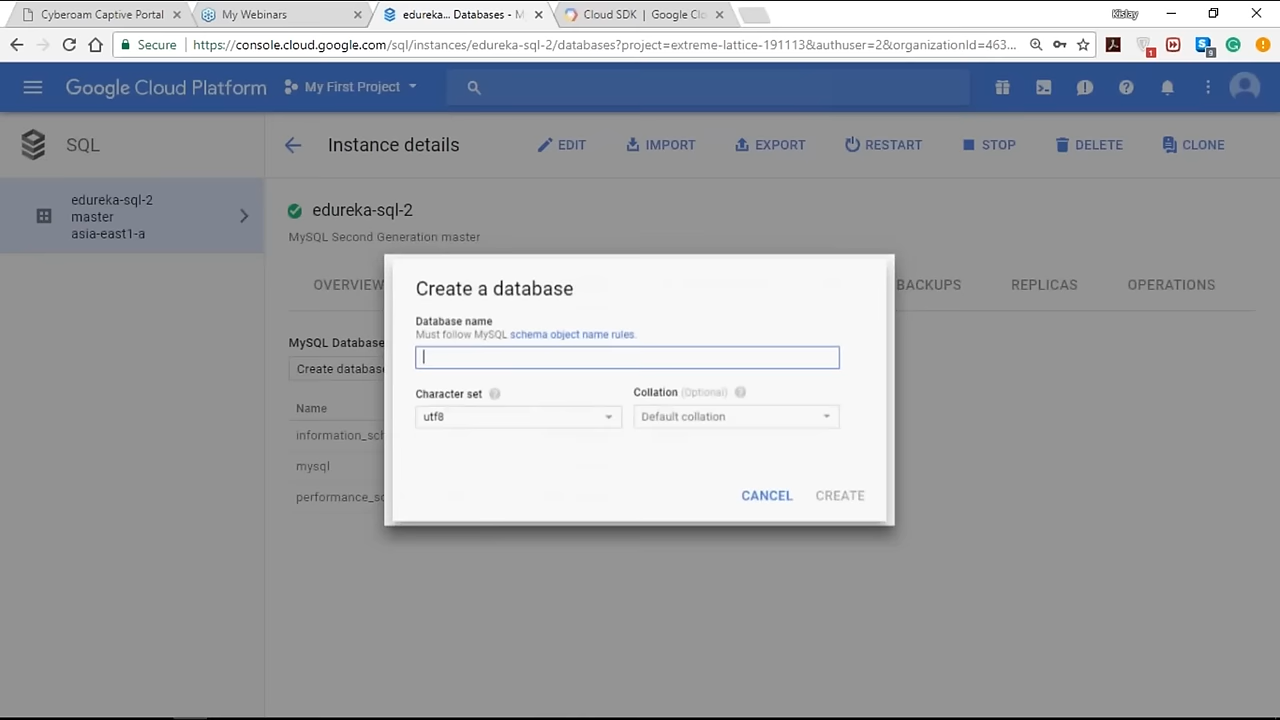 Cyberoam Captive Portal
My Webinars
edureka... Databases - M
Cloud SDK | Google Clo
Kislay
Secure
https://console.cloud.google.com/sql/instances/edureka-sql-2/databases?project=extreme-lattice-191113&authuser=2&organizationId=463...
1
9
Google Cloud Platform
My First Project
SQL
Instance details
EDIT
IMPORT
EXPORT
RESTART
STOP
DELETE
CLONE
edureka-sql-2
master
asia-east1-a
edureka-sql-2
MySQL Second Generation master
OVERVIEW
BACKUPS
REPLICAS
OPERATIONS
MySQL Database
Create database
Name
information_sch
mysql
performance_sc
Create a database
Database name
Must follow MySQL schema object name rules.
Character set
Collation (Optional)
utf8
Default collation
CANCEL
CREATE